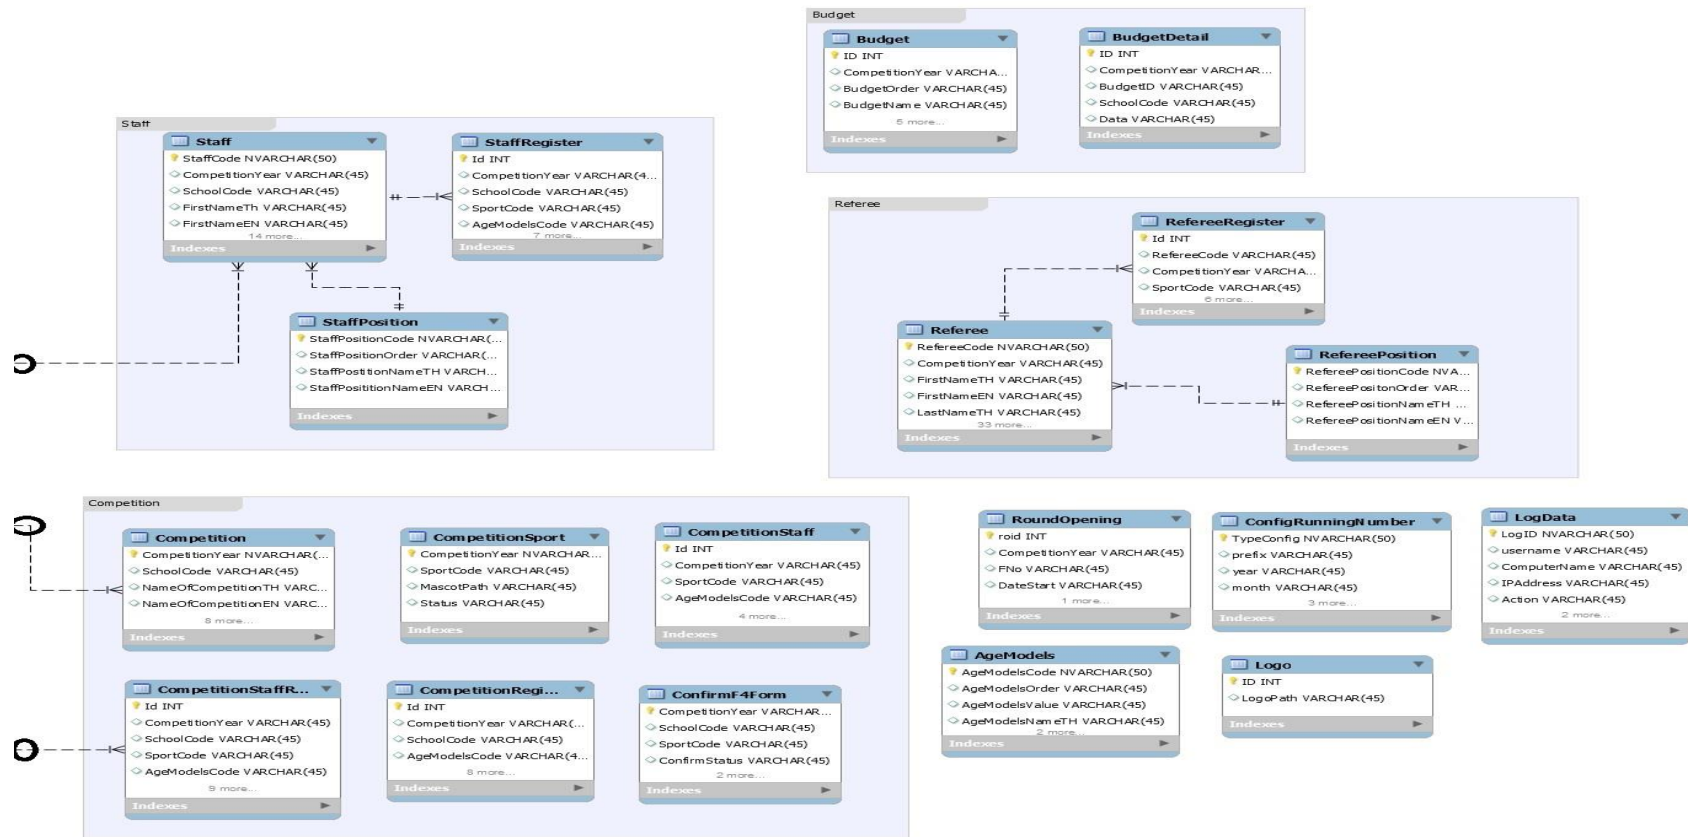 Budget
Budget
ID INT
CompetitionYear VARCHA...
BudgetOrder VARCHAR(45)
BudgetName VARCHAR(45)
5 more...
Indexes
BudgetDetail
ID INT
CompetitionYear VARCHAR...
BudgetID VARCHAR(45)
SchoolCode VARCHAR(45)
Data VARCHAR(45)
Indexes
Staff
Staff
StaffCode NVARCHAR(50)
CompetitionYear VARCHAR(45)
SchoolCode VARCHAR(45)
FirstNameTh VARCHAR(45)
FirstNameEN VARCHAR(45)
14 more...
Indexes
StaffRegister
Id INT
CompetitionYear VARCHAR(4...
SchoolCode VARCHAR(45)
SportCode VARCHAR(45)
AgeModelsCode VARCHAR(45)
7 more...
Indexes
StaffPosition
StaffPositionCode NVARCHAR(...
StaffPositionOrder VARCHAR(...
StaffPostitionNameTH VARCH...
StaffPosititionNameEN VARCH...
Indexes
Referee
RefereeRegister
Id INT
RefereeCode VARCHAR(45)
CompetitionYear VARCHA...
SportCode VARCHAR(45)
6 more...
Indexes
Referee
RefereeCode NVARCHAR(50)
CompetitionYear VARCHAR(45)
FirstNameTH VARCHAR(45)
FirstNameEN VARCHAR(45)
LastNameTH VARCHAR(45)
33 more...
Indexes
RefereePosition
RefereePositionCode NVA...
RefereePositonOrder VAR...
RefereePositionNameTH ...
RefereePositionNameEN V...
Indexes
Competition
Competition
CompetitionYear NVARCHAR(...
SchoolCode VARCHAR(45)
NameOfCompetitionTH VARC...
NameOfCompetitionEN VARC...
8 more...
Indexes
CompetitionSport
CompetitionYear NVARCHAR...
SportCode VARCHAR(45)
MascotPath VARCHAR(45)
Status VARCHAR(45)
Indexes
CompetitionStaff
Id INT
CompetitionYear VARCHAR(45)
SportCode VARCHAR(45)
AgeModelsCode VARCHAR(45)
4 more...
Indexes
CompetitionStaffR...
Id INT
CompetitionYear VARCHAR(45)
SchoolCode VARCHAR(45)
SportCode VARCHAR(45)
AgeModelsCode VARCHAR(45)
9 more...
Indexes
CompetitionRegi...
Id INT
CompetitionYear VARCHAR(...
SchoolCode VARCHAR(45)
AgeModelsCode VARCHAR(4...
8 more...
Indexes
ConfirmF4Form
CompetitionYear VARCHAR...
SchoolCode VARCHAR(45)
SportCode VARCHAR(45)
ConfirmStatus VARCHAR(45)
2 more...
Indexes
RoundOpening
roid INT
CompetitionYear VARCHAR(45)
FNo VARCHAR(45)
DateStart VARCHAR(45)
1 more...
Indexes
ConfigRunningNumber
TypeConfig NVARCHAR(50)
prefix VARCHAR(45)
year VARCHAR(45)
month VARCHAR(45)
3 more...
Indexes
LogData
LogID NVARCHAR(50)
username VARCHAR(45)
ComputerName VARCHAR(45)
IPAddress VARCHAR(45)
Action VARCHAR(45)
2 more...
Indexes
AgeModels
AgeModelsCode NVARCHAR(50)
AgeModelsOrder VARCHAR(45)
AgeModelsValue VARCHAR(45)
AgeModelsNameTH VARCHAR(45)
2 more...
Indexes
Logo
ID INT
LogoPath VARCHAR(45)
Indexes